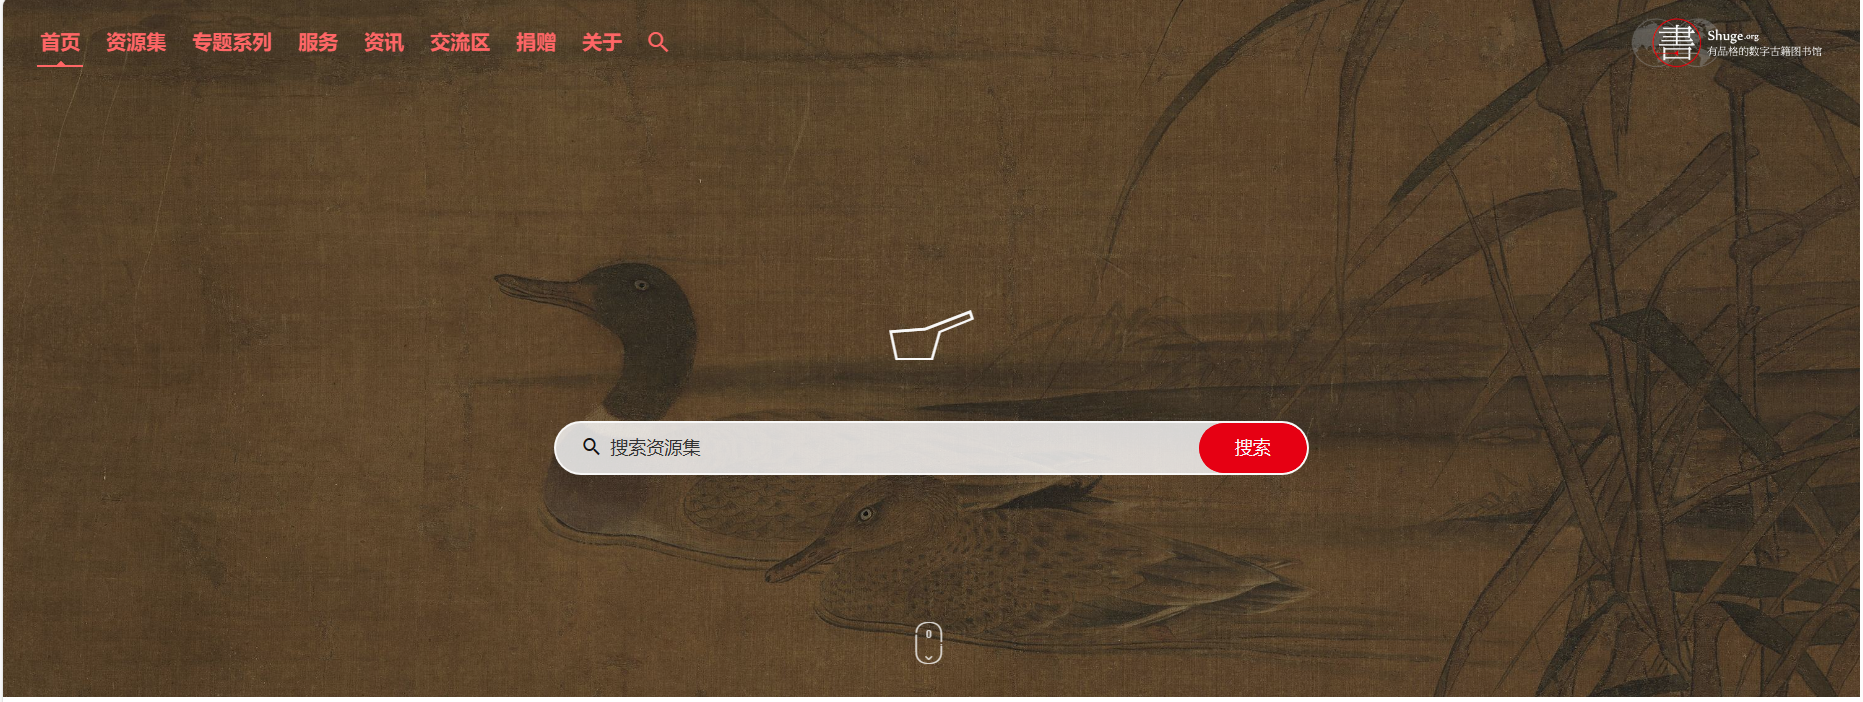 首页 资源集 专题系列 服务 资讯 交流区 捐赠 关于
書 Shuge.org
有品格的数字古籍图书馆
搜索资源集 搜索
0